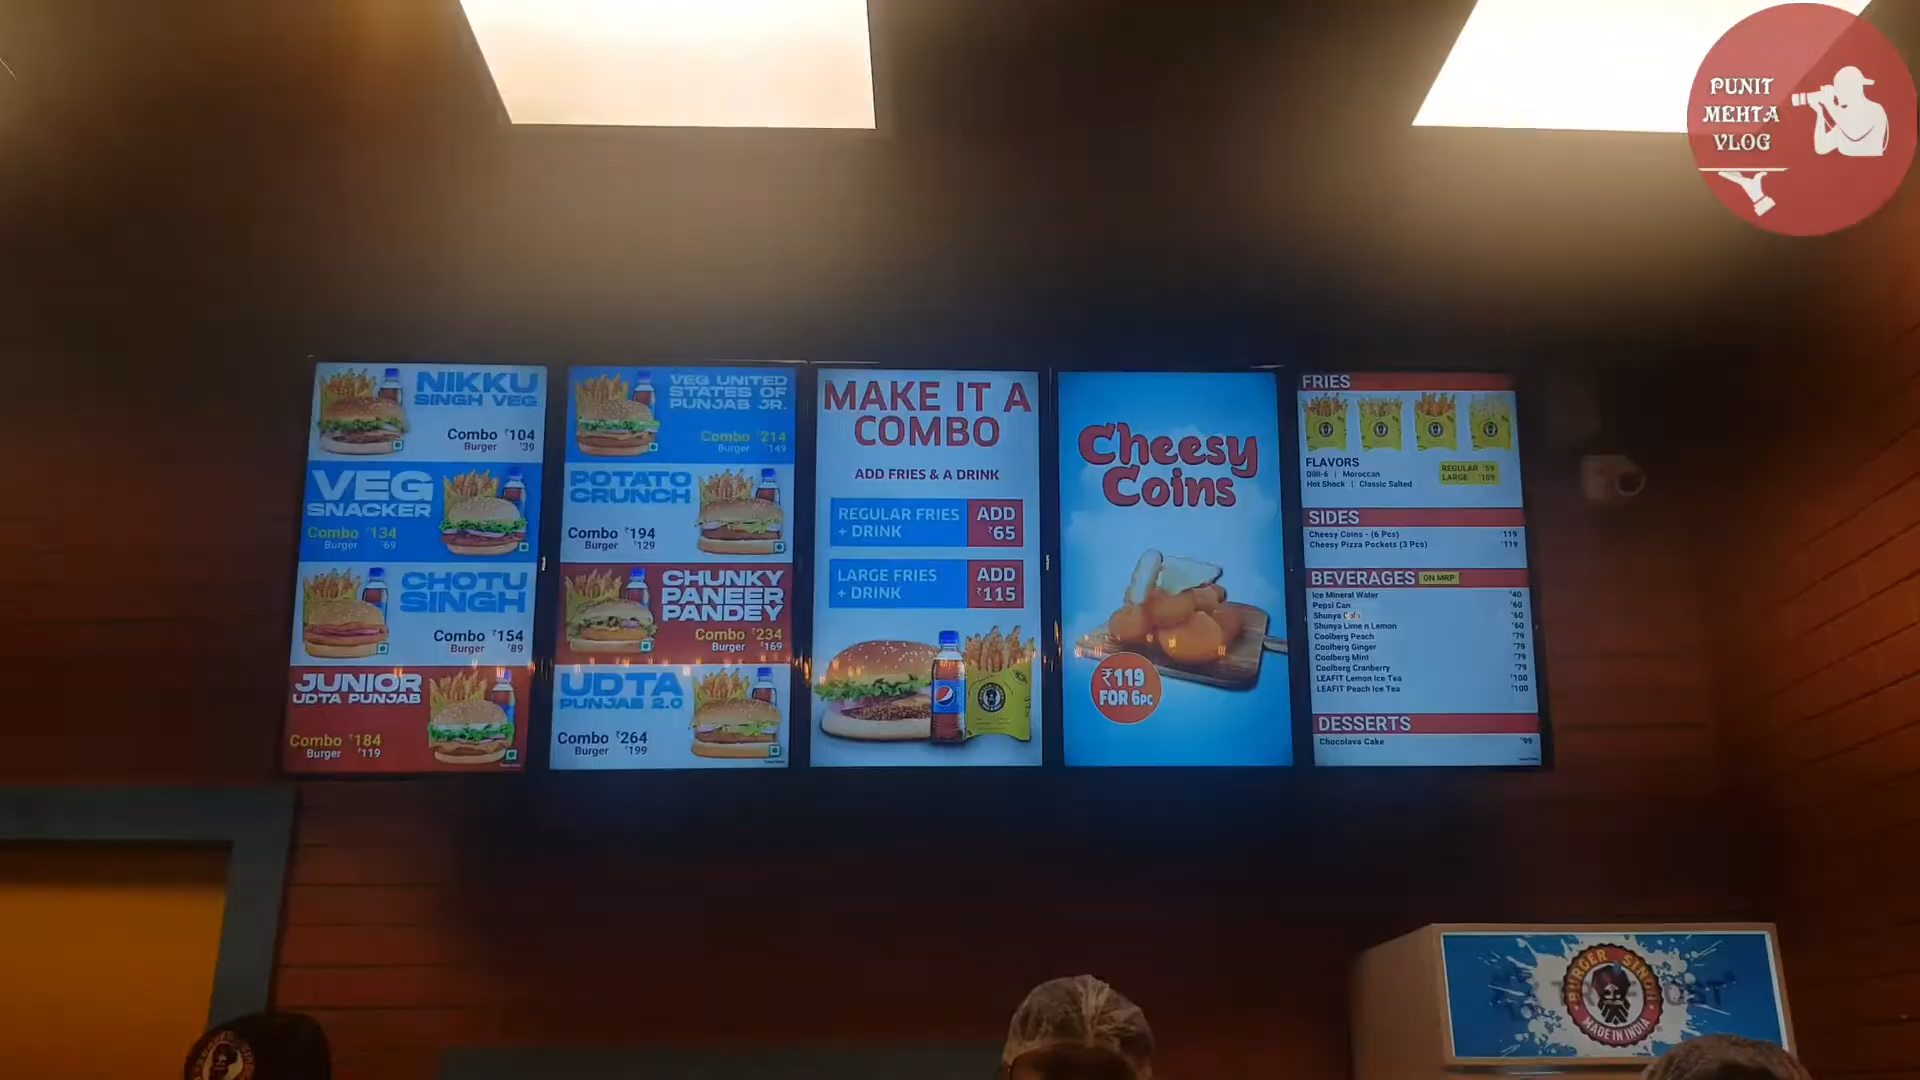 PUNIT
MEHTA
VLOG
NIKKU
SINGH VEG
Combo ₹104
Burger ₹39
VEG
SNACKER
Combo ₹134
Burger ₹69
CHOTU
SINGH
Combo ₹154
Burger ₹89
JUNIOR
UDTA PUNJAB
Combo ₹184
Burger ₹119
VEG UNITED
STATES OF
PUNJAB JR.
Combo ₹214
Burger ₹149
POTATO
CRUNCH
Combo ₹194
Burger ₹129
CHUNKY
PANEER
PANDEY
Combo ₹234
Burger ₹169
UDTA
PUNJAB 2.0
Combo ₹264
Burger ₹199
MAKE IT A
COMBO
ADD FRIES & A DRINK
REGULAR FRIES
+ DRINK
ADD
₹65
LARGE FRIES
+ DRINK
ADD
₹115
Cheesy
Coins
₹119
FOR 6PC
FRIES
FLAVORS
Dilli-6 | Moroccan
Hot Shock | Classic Salted
REGULAR ₹59
LARGE ₹109
SIDES
Cheesy Coins - (6 Pcs) ₹119
Cheesy Pizza Pockets (3 Pcs) ₹119
BEVERAGES ON MRP
Ice Mineral Water ₹40
Pepsi Can ₹60
Shunya Cola ₹60
Shunya Lime n Lemon ₹60
Coolberg Peach ₹79
Coolberg Ginger ₹79
Coolberg Mint ₹79
Coolberg Cranberry ₹79
LEAFIT Lemon Ice Tea ₹100
LEAFIT Peach Ice Tea ₹100
DESSERTS
Chocolava Cake ₹99
BURGER SINGH
MADE IN INDIA